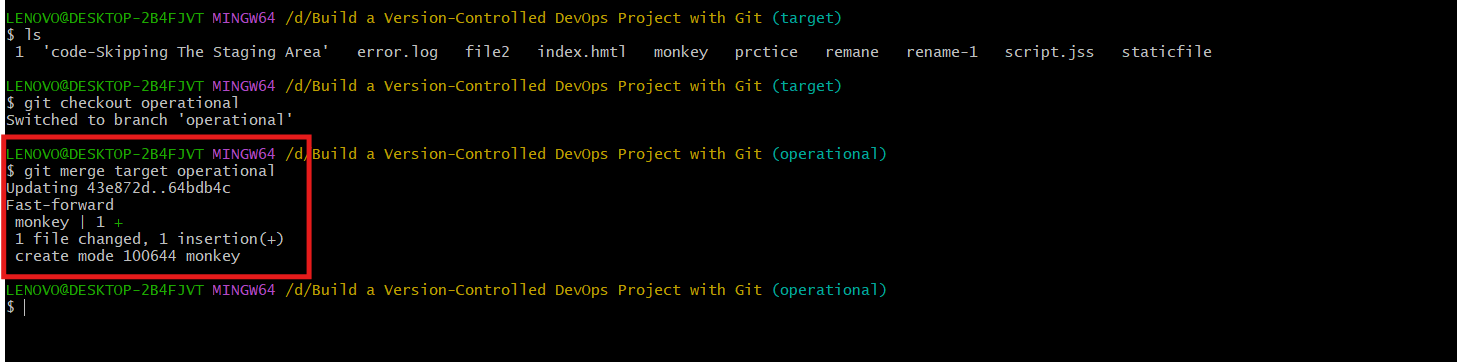 LENOVO@DESKTOP-2B4FJVT MINGW64 /d/Build a Version-Controlled DevOps Project with Git (target)
$ ls
 1  'code-Skipping The Staging Area'   error.log   file2   index.hmtl   monkey   prctice   remane   rename-1   script.jss   staticfile
LENOVO@DESKTOP-2B4FJVT MINGW64 /d/Build a Version-Controlled DevOps Project with Git (target)
$ git checkout operational
Switched to branch 'operational'
LENOVO@DESKTOP-2B4FJVT MINGW64 /d/Build a Version-Controlled DevOps Project with Git (operational)
$ git merge target operational
Updating 43e872d..64bdb4c
Fast-forward
 monkey | 1 +
 1 file changed, 1 insertion(+)
 create mode 100644 monkey
LENOVO@DESKTOP-2B4FJVT MINGW64 /d/Build a Version-Controlled DevOps Project with Git (operational)
$